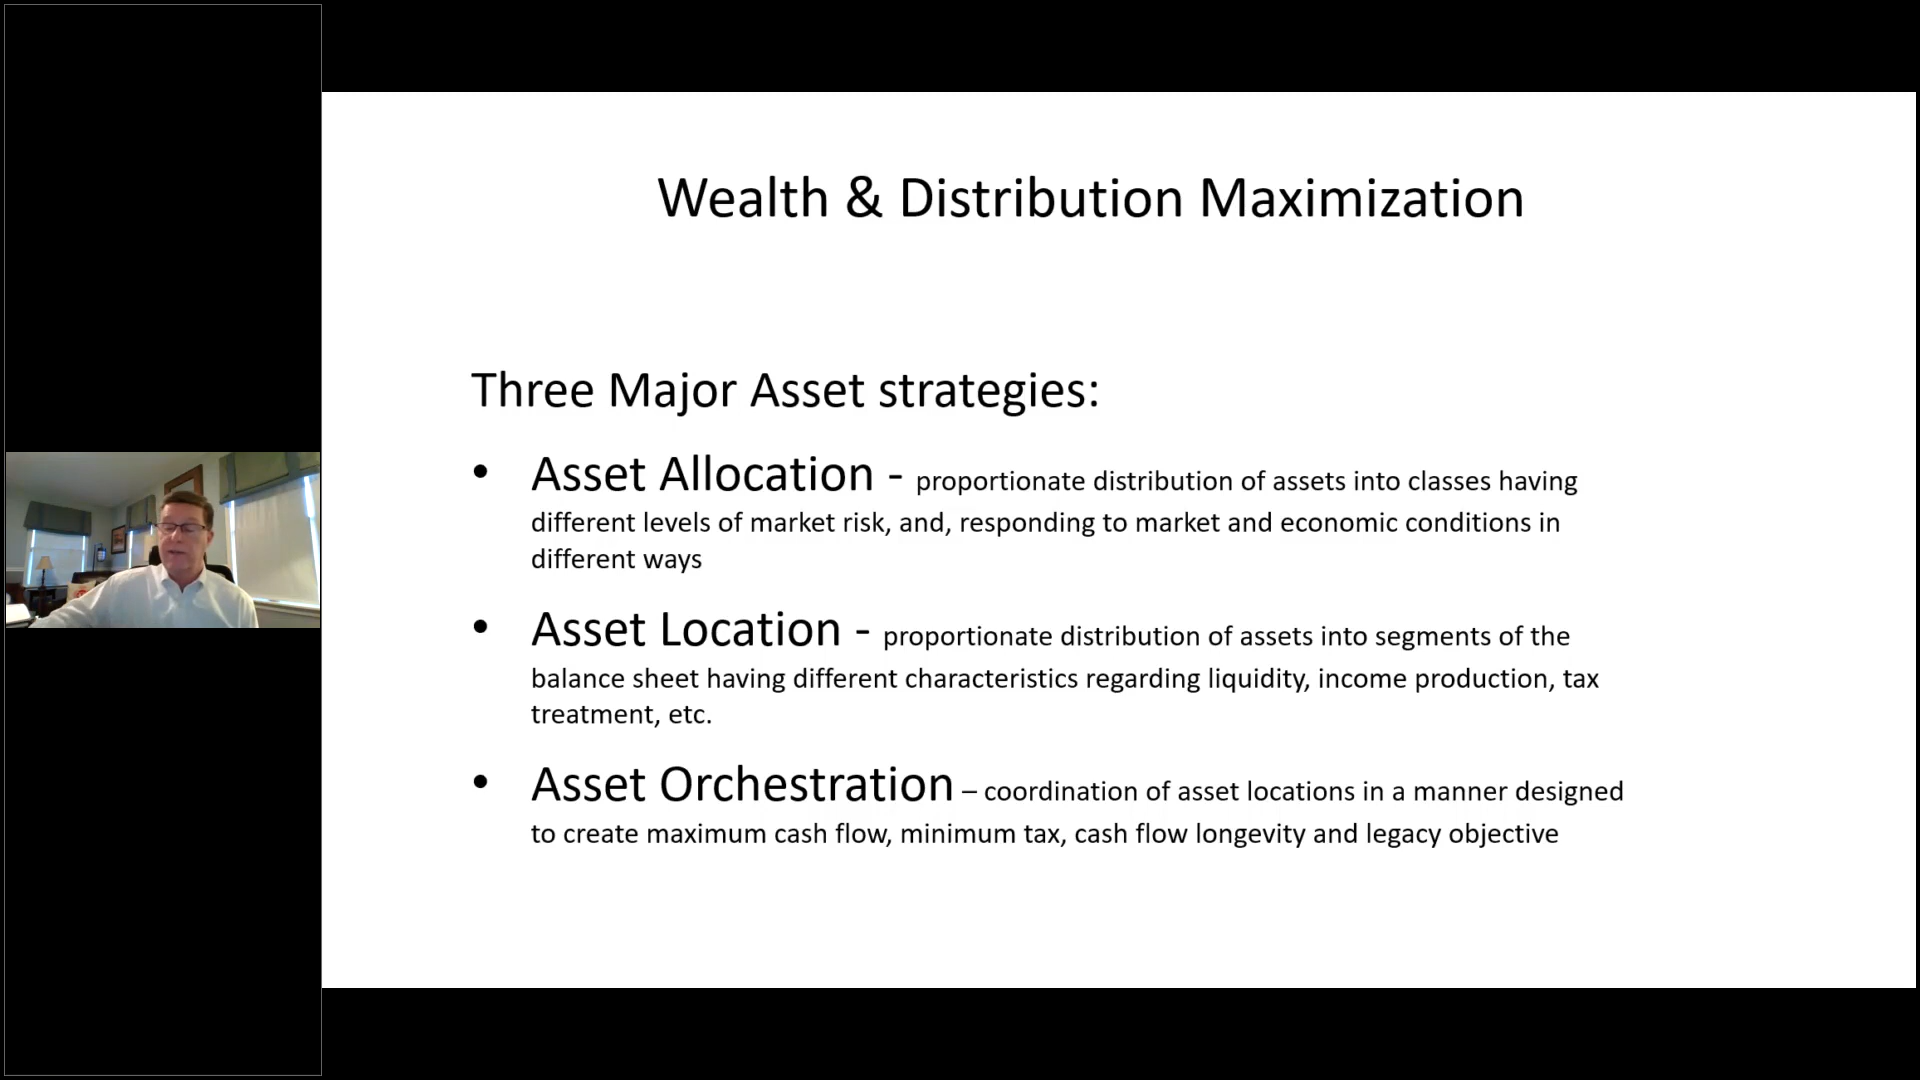 Wealth & Distribution Maximization
Three Major Asset strategies:
• Asset Allocation - proportionate distribution of assets into classes having
different levels of market risk, and, responding to market and economic conditions in
different ways
• Asset Location - proportionate distribution of assets into segments of the
balance sheet having different characteristics regarding liquidity, income production, tax
treatment, etc.
• Asset Orchestration – coordination of asset locations in a manner designed
to create maximum cash flow, minimum tax, cash flow longevity and legacy objective